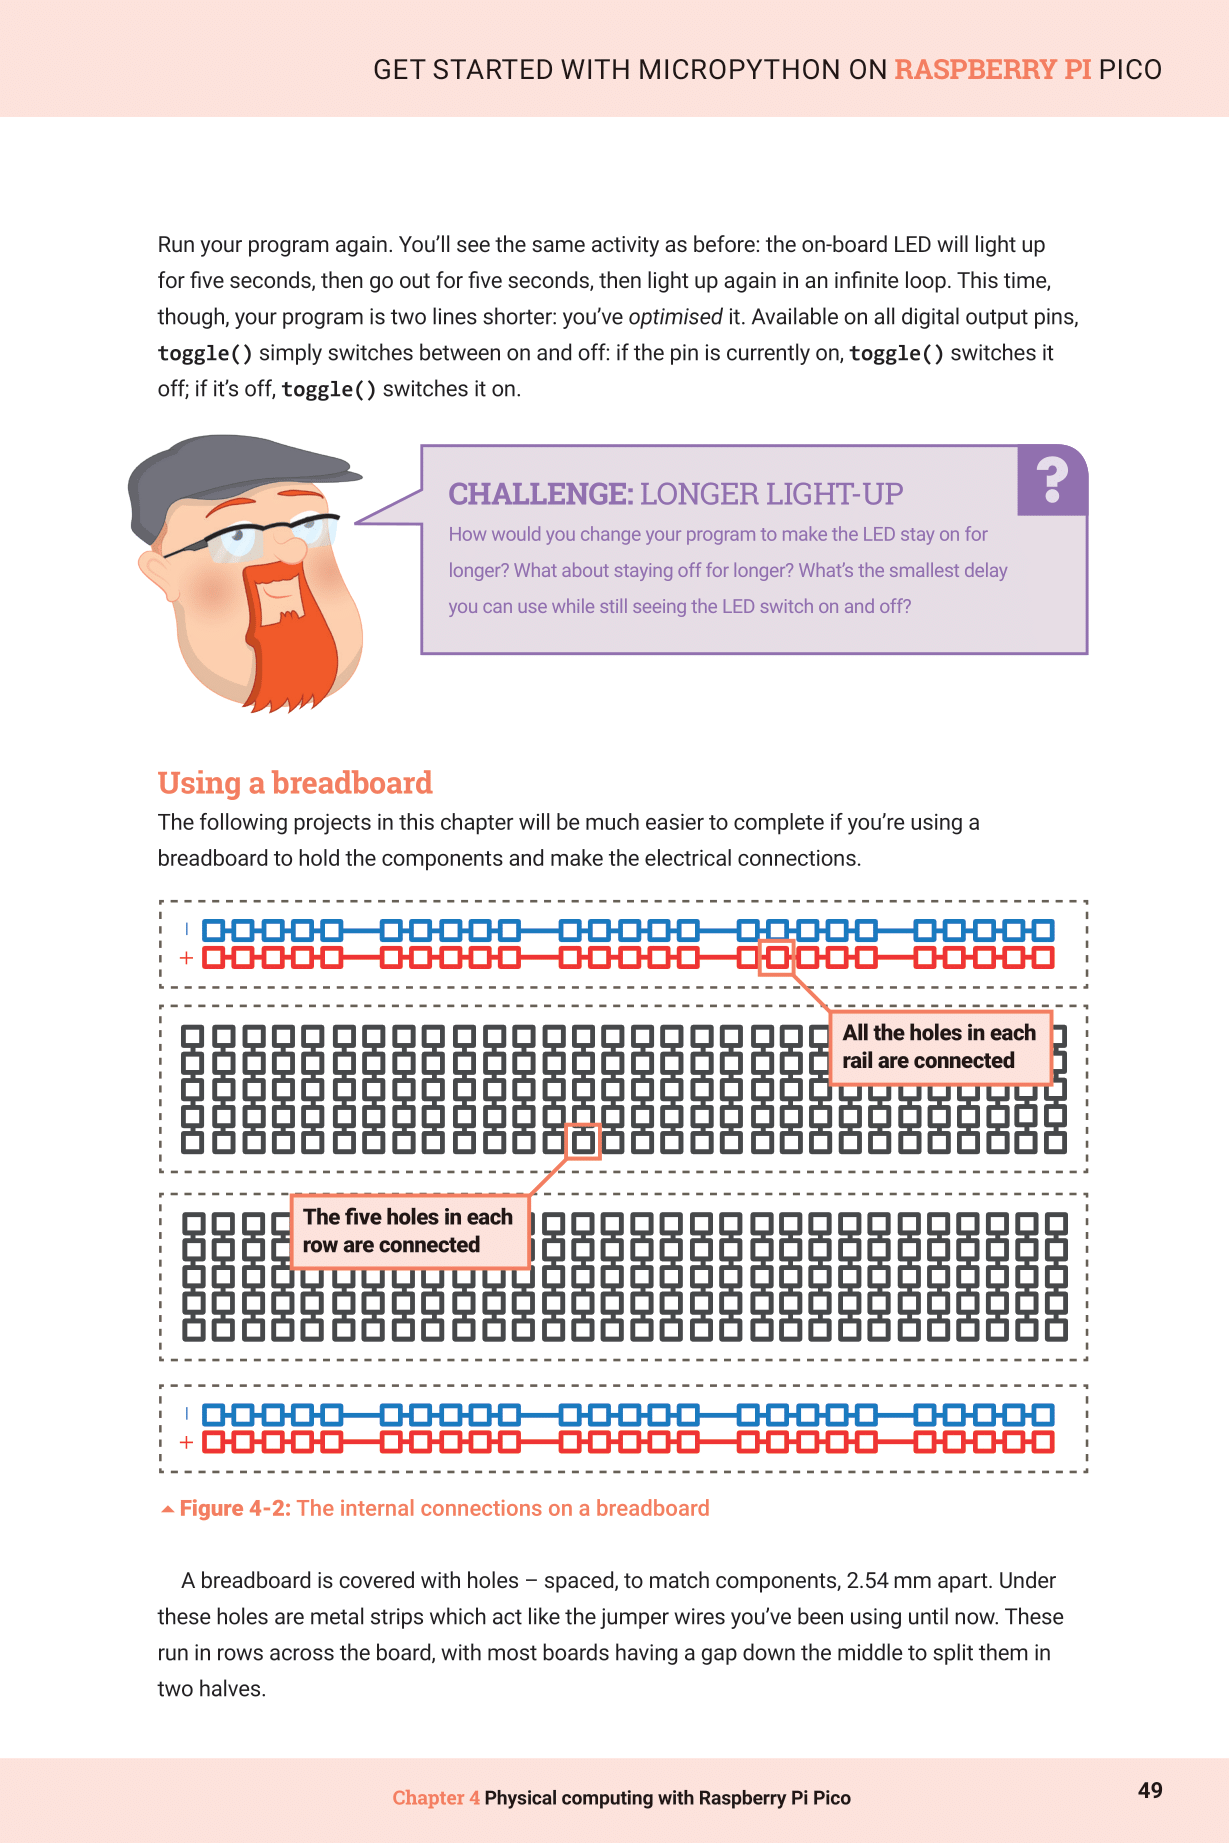 GET STARTED WITH MICROPYTHON ON RASPBERRY PI PICO
Run your program again. You’ll see the same activity as before: the on-board LED will light up
for five seconds, then go out for five seconds, then light up again in an infinite loop. This time,
though, your program is two lines shorter: you’ve optimised it. Available on all digital output pins,
toggle() simply switches between on and off: if the pin is currently on, toggle() switches it
off; if it’s off, toggle() switches it on.
?
CHALLENGE: LONGER LIGHT-UP
How would you change your program to make the LED stay on for
longer? What about staying off for longer? What’s the smallest delay
you can use while still seeing the LED switch on and off?
Using a breadboard
The following projects in this chapter will be much easier to complete if you’re using a
breadboard to hold the components and make the electrical connections.
|
+
All the holes in each
rail are connected
The five holes in each
row are connected
|
+
Figure 4-2: The internal connections on a breadboard
A breadboard is covered with holes – spaced, to match components, 2.54 mm apart. Under
these holes are metal strips which act like the jumper wires you’ve been using until now. These
run in rows across the board, with most boards having a gap down the middle to split them in
two halves.
Chapter 4 Physical computing with Raspberry Pi Pico
49